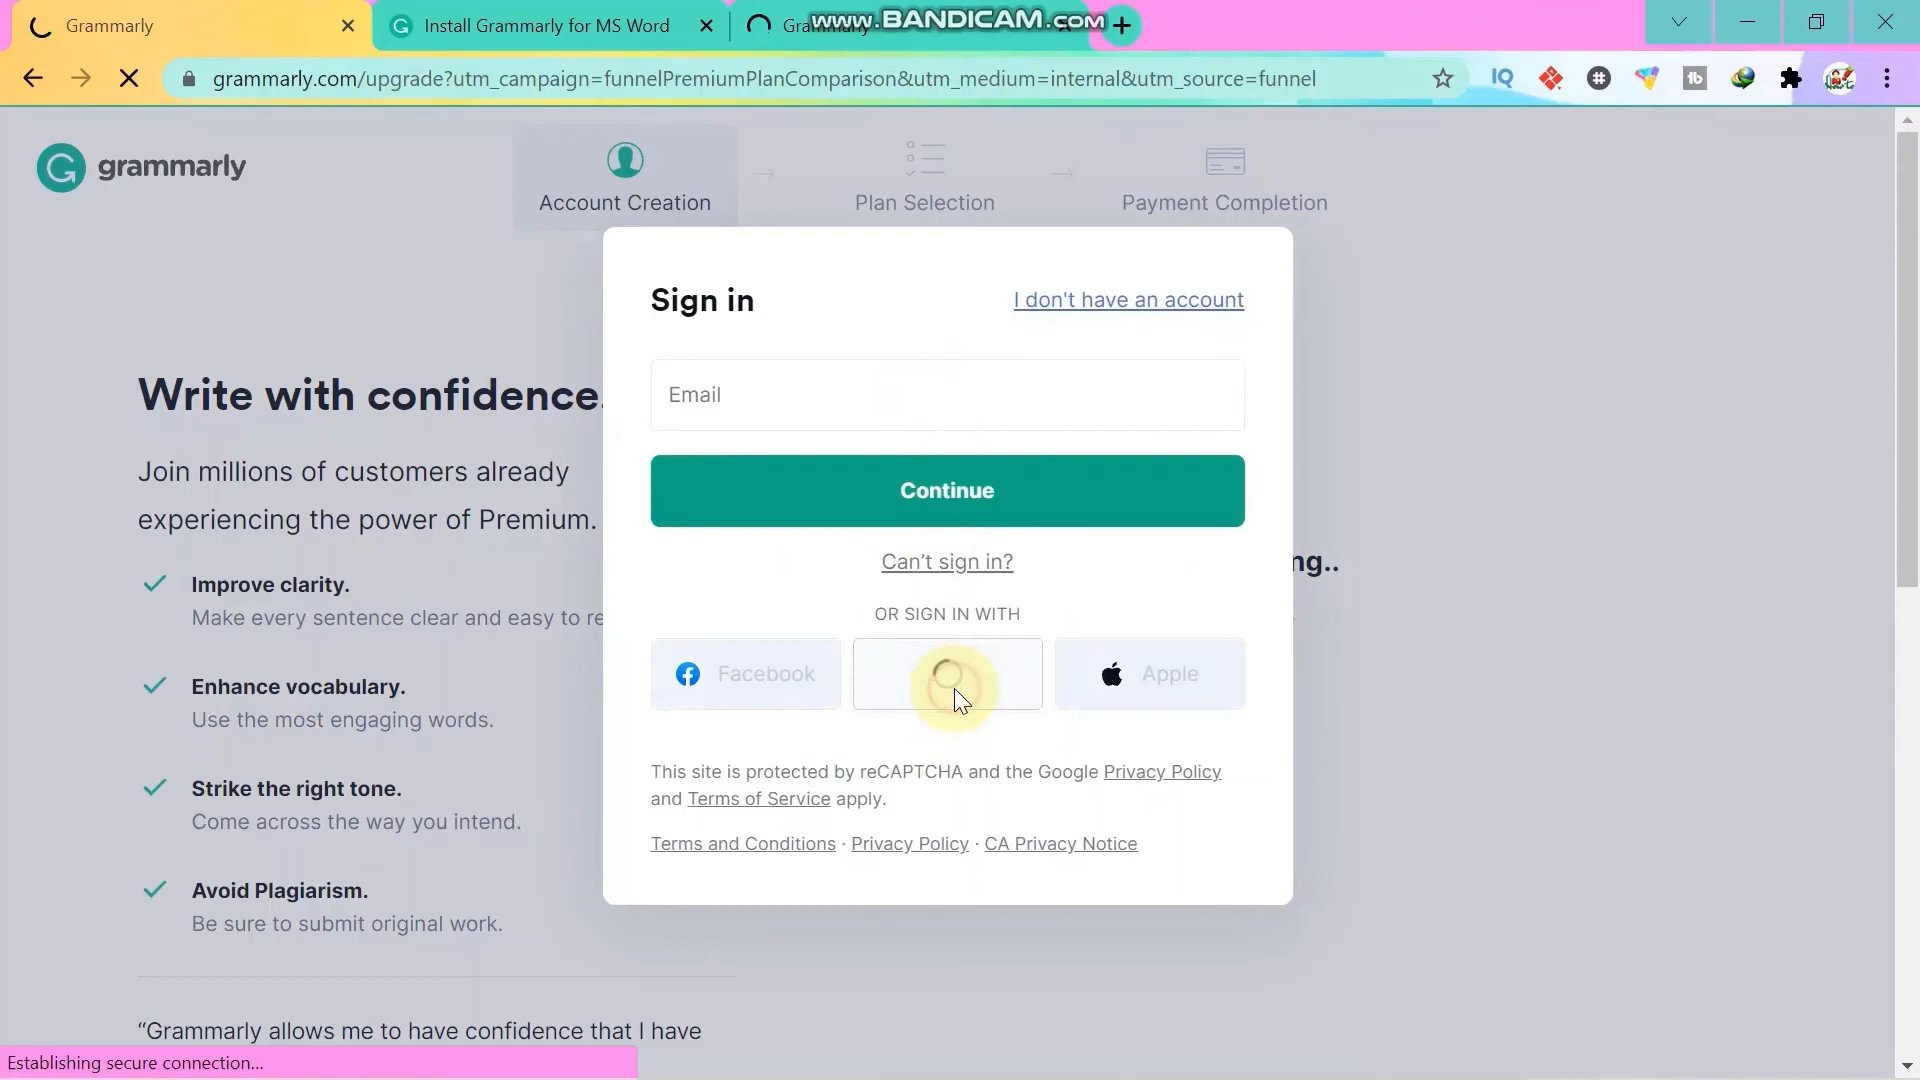 Grammarly
Install Grammarly for MS Word
Grammarly
www.BANDICAM.com
grammarly.com/upgrade?utm_campaign=funnelPremiumPlanComparison&utm_medium=internal&utm_source=funnel
IQ
tb
grammarly
Account Creation
Plan Selection
Payment Completion
Sign in
I don't have an account
Email
Continue
Can’t sign in?
OR SIGN IN WITH
Facebook
Apple
This site is protected by reCAPTCHA and the Google Privacy Policy
and Terms of Service apply.
Terms and Conditions · Privacy Policy · CA Privacy Notice
Write with confidence.
Join millions of customers already
experiencing the power of Premium.
Improve clarity.
Make every sentence clear and easy to re
Enhance vocabulary.
Use the most engaging words.
Strike the right tone.
Come across the way you intend.
Avoid Plagiarism.
Be sure to submit original work.
“Grammarly allows me to have confidence that I have
ng..
Establishing secure connection...